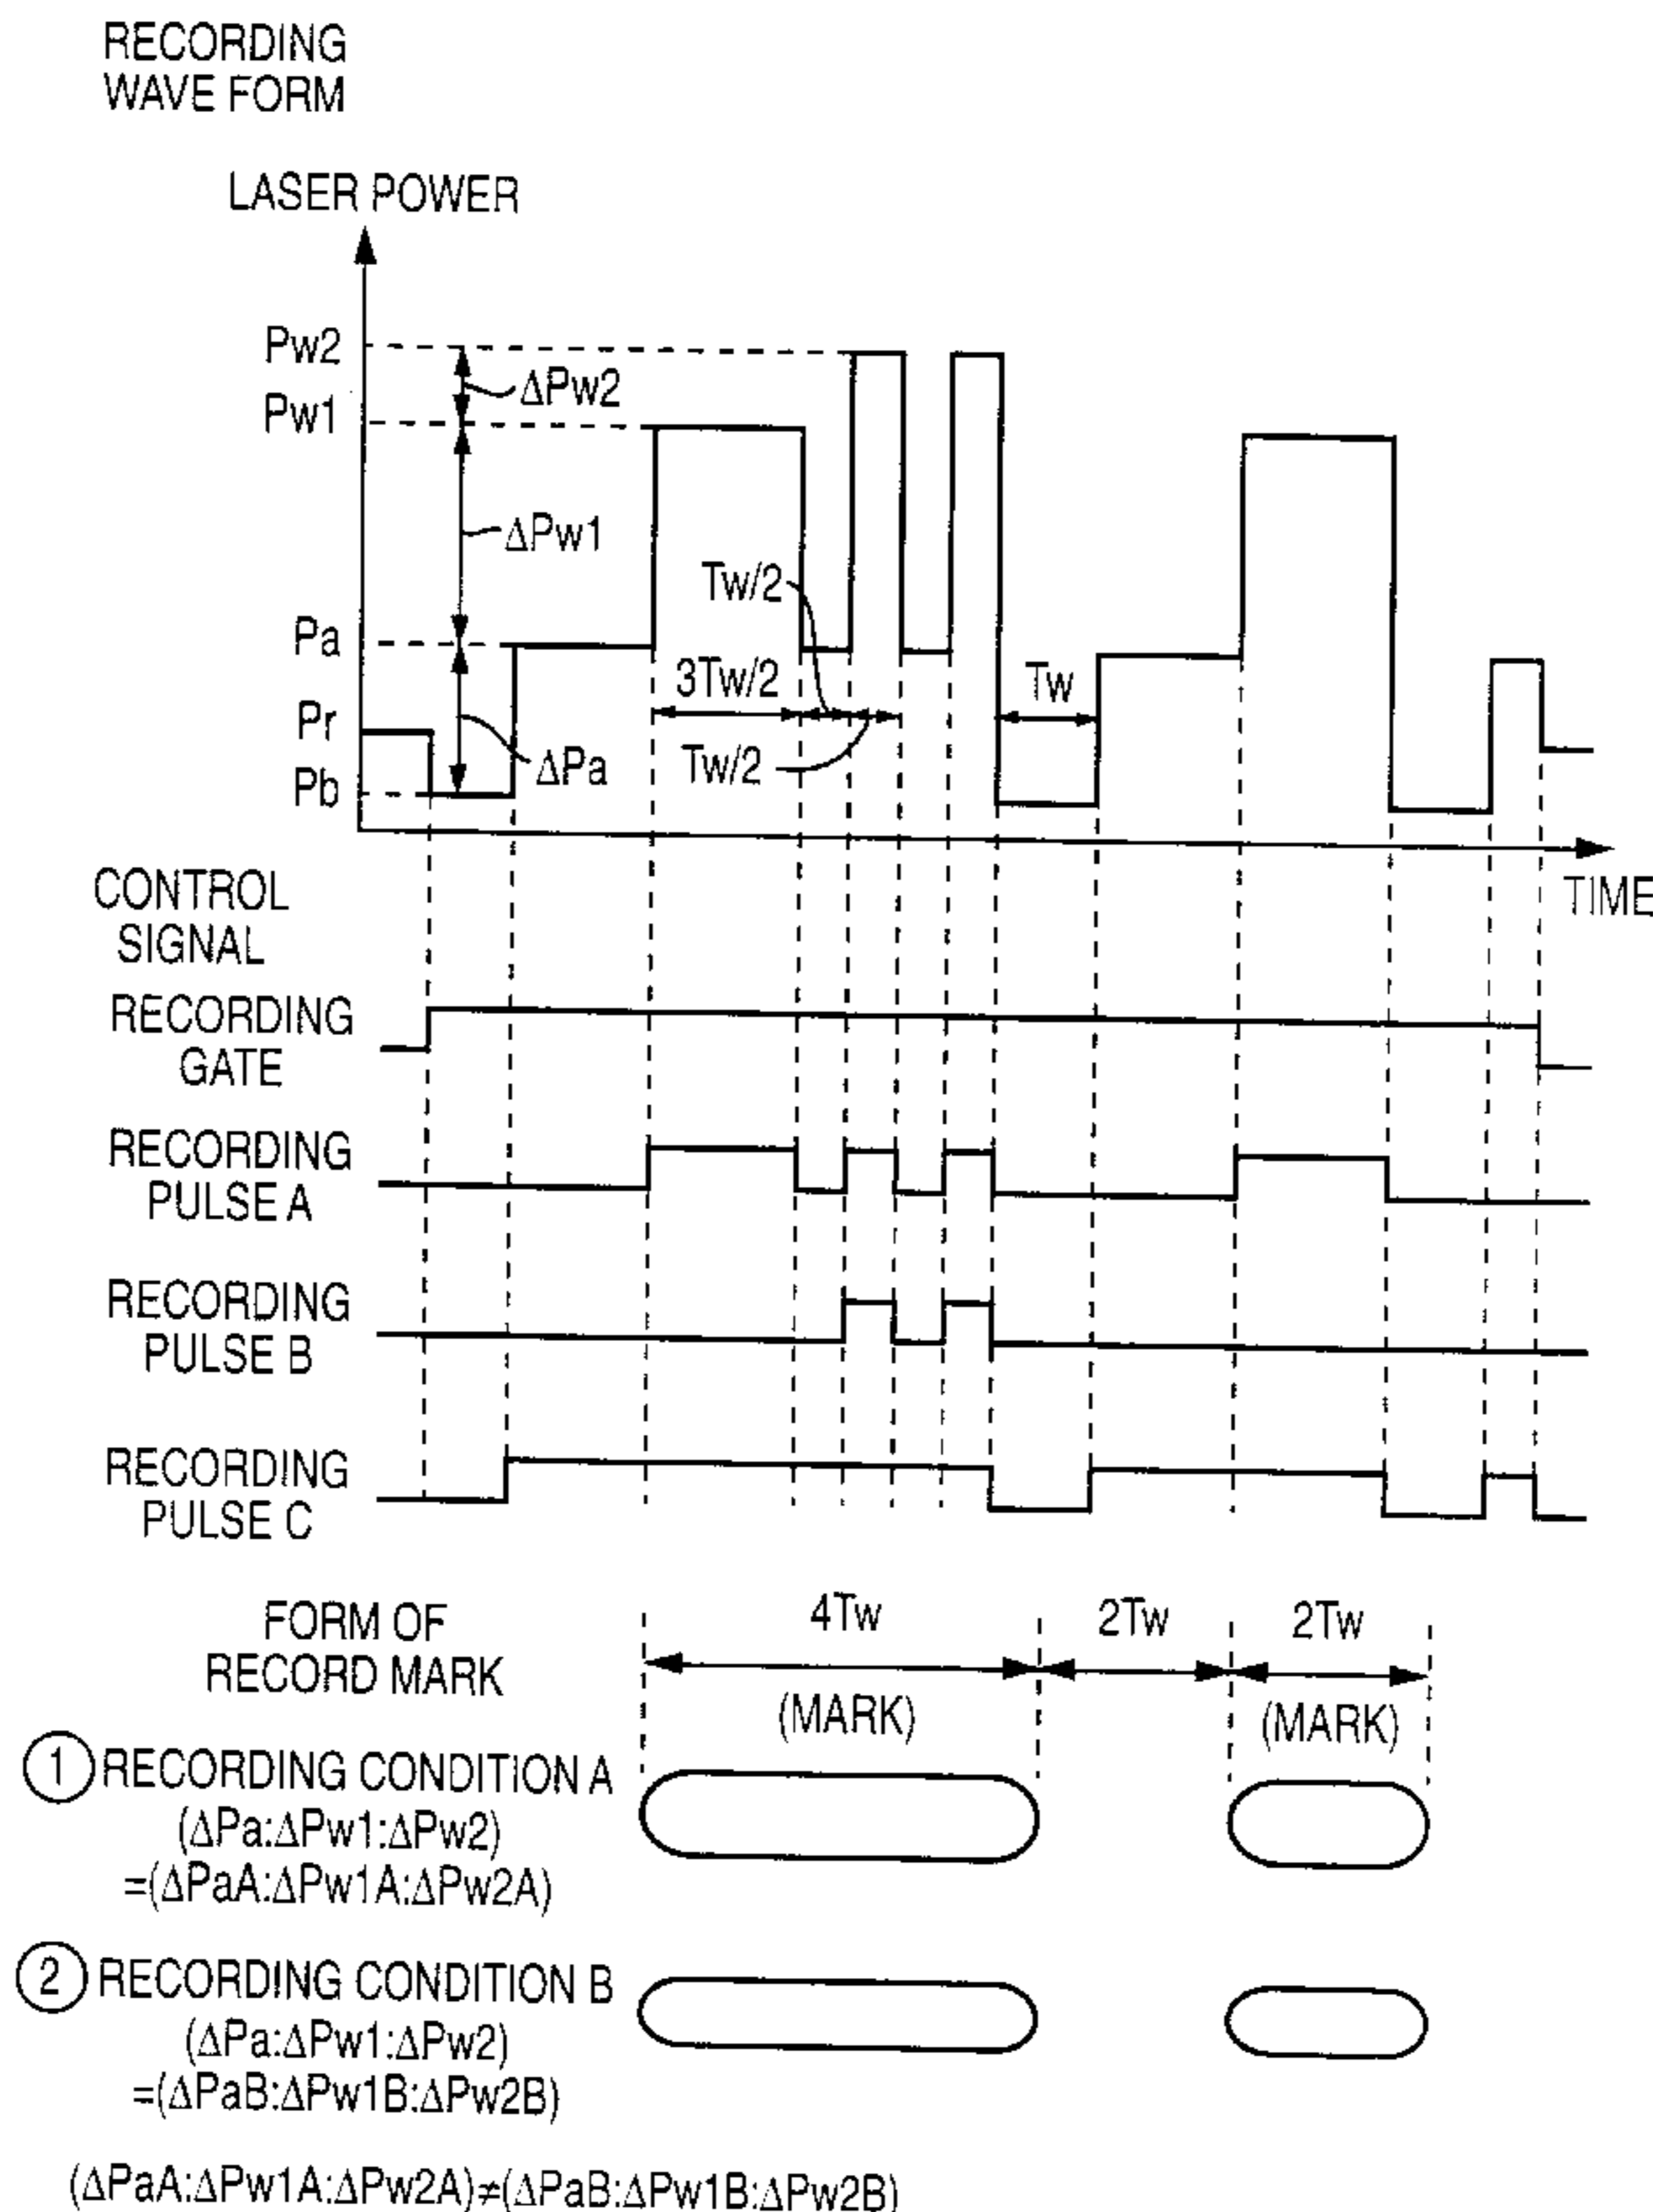 RECORDING
WAVE FORM
LASER POWER
Pw2
ΔPw2
Pw1
ΔPw1
Tw/2
Pa
3Tw/2
Tw
Pr
Tw/2
ΔPa
Pb
TIME
CONTROL
SIGNAL
RECORDING
GATE
RECORDING
PULSE A
RECORDING
PULSE B
RECORDING
PULSE C
FORM OF
RECORD MARK
4Tw
2Tw
2Tw
(MARK)
(MARK)
1 RECORDING CONDITION A
(ΔPa:ΔPw1:ΔPw2)
=(ΔPaA:ΔPw1A:ΔPw2A)
2 RECORDING CONDITION B
(ΔPa:ΔPw1:ΔPw2)
=(ΔPaB:ΔPw1B:ΔPw2B)
(ΔPaA:ΔPw1A:ΔPw2A)≠(ΔPaB:ΔPw1B:ΔPw2B)